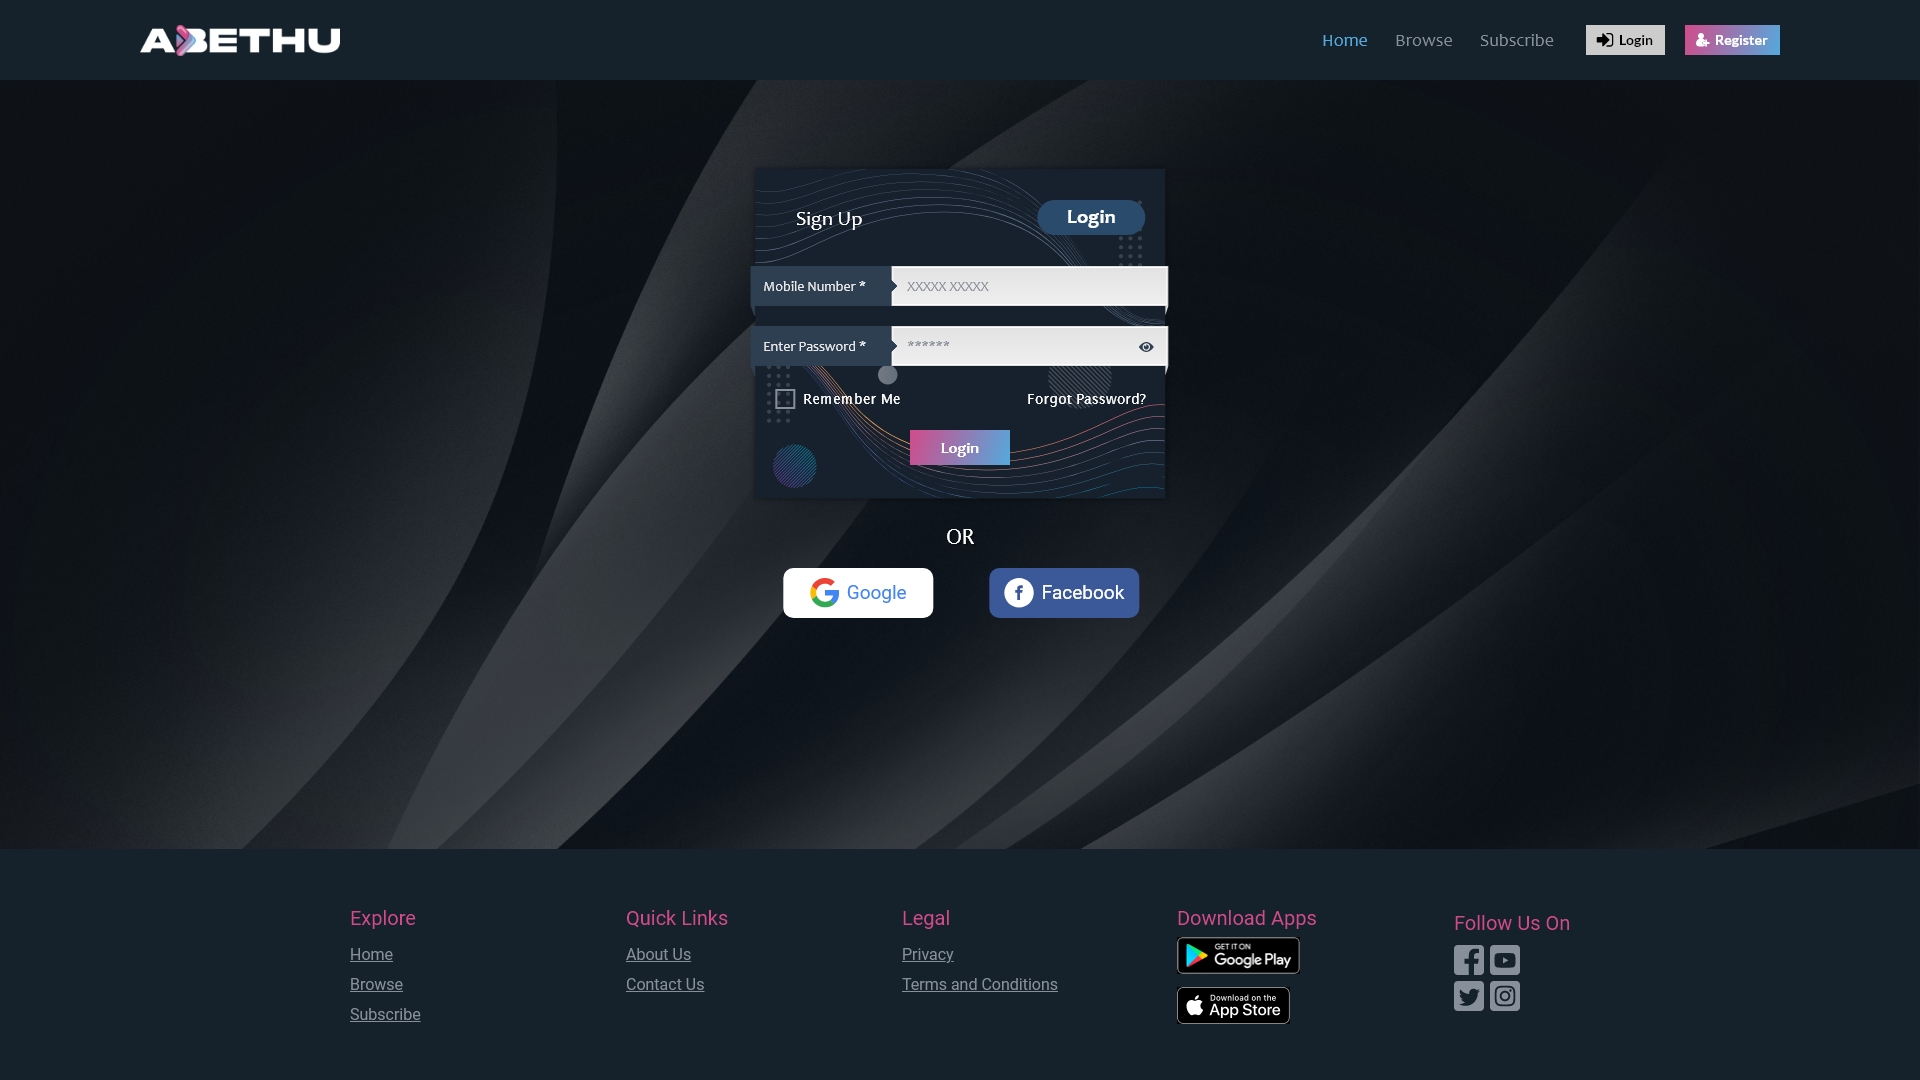 ABETHU
Home Browse Subscribe Login Register
Sign Up Login
Mobile Number * XXXXX XXXXX
Enter Password * ******
Remember Me Forgot Password?
Login
OR
Google Facebook
Explore
Home
Browse
Subscribe
Quick Links
About Us
Contact Us
Legal
Privacy
Terms and Conditions
Download Apps
GET IT ON
Google Play
Download on the
App Store
Follow Us On